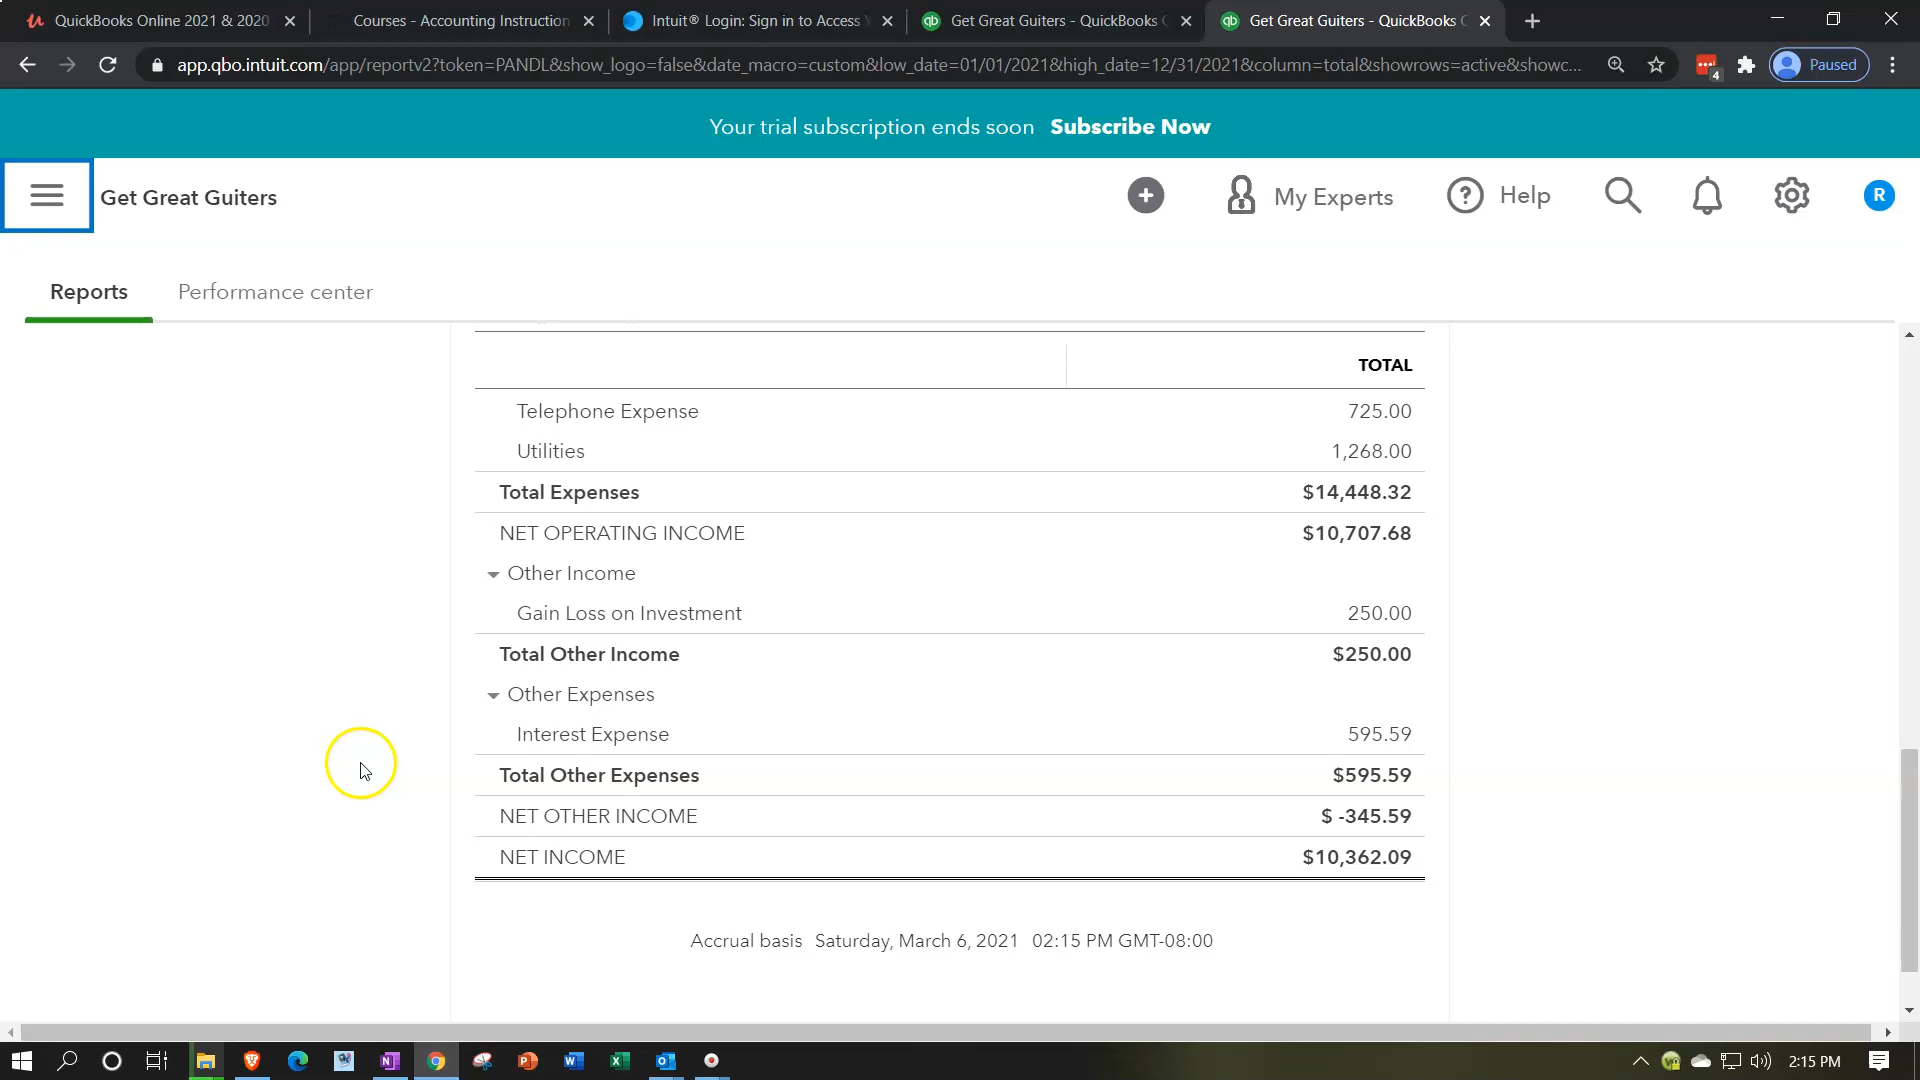 QuickBooks Online 2021 & 2020
Courses - Accounting Instruction
Intuit® Login: Sign in to Access
Get Great Guiters - QuickBooks
Get Great Guiters - QuickBooks
app.qbo.intuit.com/app/reportv2?token=PANDL&show_logo=false&date_macro=custom&low_date=01/01/2021&high_date=12/31/2021&column=total&showrows=active&showc...
4
Paused
Your trial subscription ends soon Subscribe Now
Get Great Guiters
My Experts
Help
R
Reports
Performance center
TOTAL
Telephone Expense 725.00
Utilities 1,268.00
Total Expenses $14,448.32
NET OPERATING INCOME $10,707.68
Other Income
Gain Loss on Investment 250.00
Total Other Income $250.00
Other Expenses
Interest Expense 595.59
Total Other Expenses $595.59
NET OTHER INCOME $ -345.59
NET INCOME $10,362.09
Accrual basis Saturday, March 6, 2021 02:15 PM GMT-08:00
2:15 PM